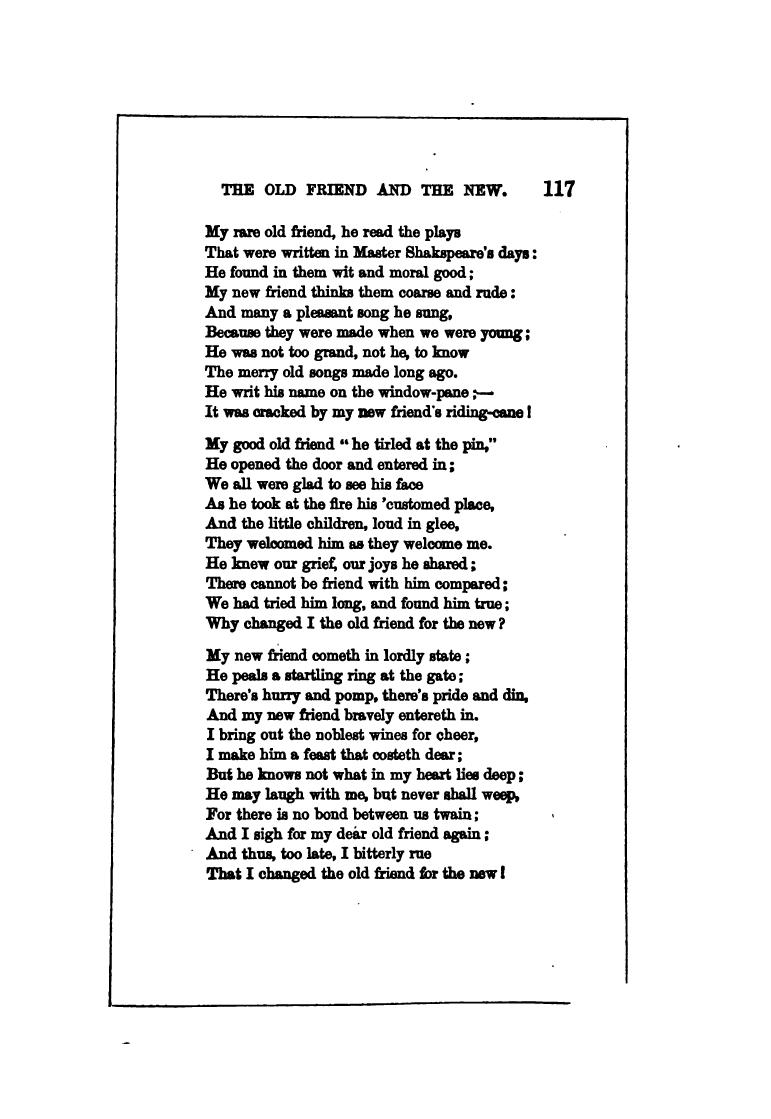 THE OLD FRIEND AND THE NEW. 117
My rare old friend, he read the plays
That were written in Master Shakspeare's days:
He found in them wit and moral good;
My new friend thinks them coarse and rude:
And many a pleasant song he sung,
Because they were made when we were young;
He was not too grand, not he, to know
The merry old songs made long ago.
He writ his name on the window-pane;—
It was cracked by my new friend's riding-cane!
My good old friend "he tirled at the pin,"
He opened the door and entered in;
We all were glad to see his face
As he took at the fire his 'customed place,
And the little children, loud in glee,
They welcomed him as they welcome me.
He knew our grief, our joys he shared;
There cannot be friend with him compared;
We had tried him long, and found him true;
Why changed I the old friend for the new?
My new friend cometh in lordly state;
He peals a startling ring at the gate;
There's hurry and pomp, there's pride and din,
And my new friend bravely entereth in.
I bring out the noblest wines for cheer,
I make him a feast that costeth dear;
But he knows not what in my heart lies deep;
He may laugh with me, but never shall weep,
For there is no bond between us twain;
And I sigh for my dear old friend again;
And thus, too late, I bitterly rue
That I changed the old friend for the new!